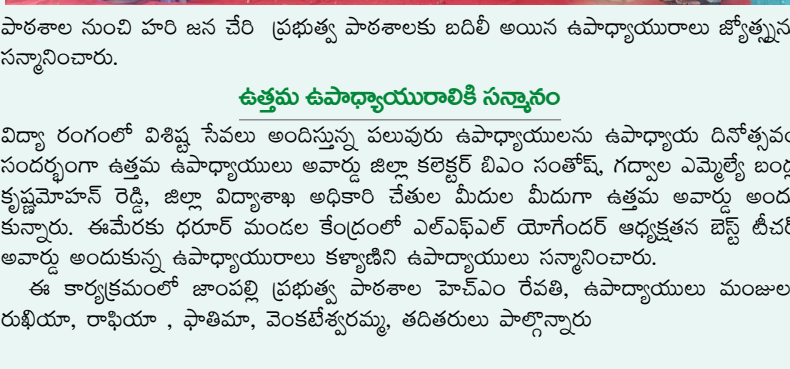 పాఠశాల నుంచి హరి జన చేరి ప్రభుత్వ పాఠశాలకు బదిలీ అయిన ఉపాధ్యాయురాలు జ్యోత్స్నను
సన్మానించారు.
ఉత్తమ ఉపాధ్యాయురాలికి సన్మానం
విద్యా రంగంలో విశిష్ట సేవలు అందిస్తున్న పలువురు ఉపాధ్యాయులను ఉపాధ్యాయ దినోత్సవం
సందర్భంగా ఉత్తమ ఉపాధ్యాయులు అవార్డు జిల్లా కలెక్టర్ బిఎం సంతోష్, గద్వాల ఎమ్మెల్యే బండ్ల
కృష్ణమోహన్ రెడ్డి, జిల్లా విద్యాశాఖ అధికారి చేతుల మీదుల మీదుగా ఉత్తమ అవార్డు అందు
కున్నారు. ఈమేరకు ధరూర్ మండల కేంద్రంలో ఎల్ఎఫ్ఎల్ యోగేందర్ ఆధ్యక్షతన బెస్ట్ టీచర్
అవార్డు అందుకున్న ఉపాధ్యాయురాలు కళ్యాణిని ఉపాద్యాయులు సన్మానించారు.
ఈ కార్యక్రమంలో జాంపల్లి ప్రభుత్వ పాఠశాల హెచ్ఎం రేవతి, ఉపాద్యాయులు మంజుల
రుఖియా, రాఫియా , ఫాతిమా, వెంకటేశ్వరమ్మ, తదితరులు పాల్గొన్నారు